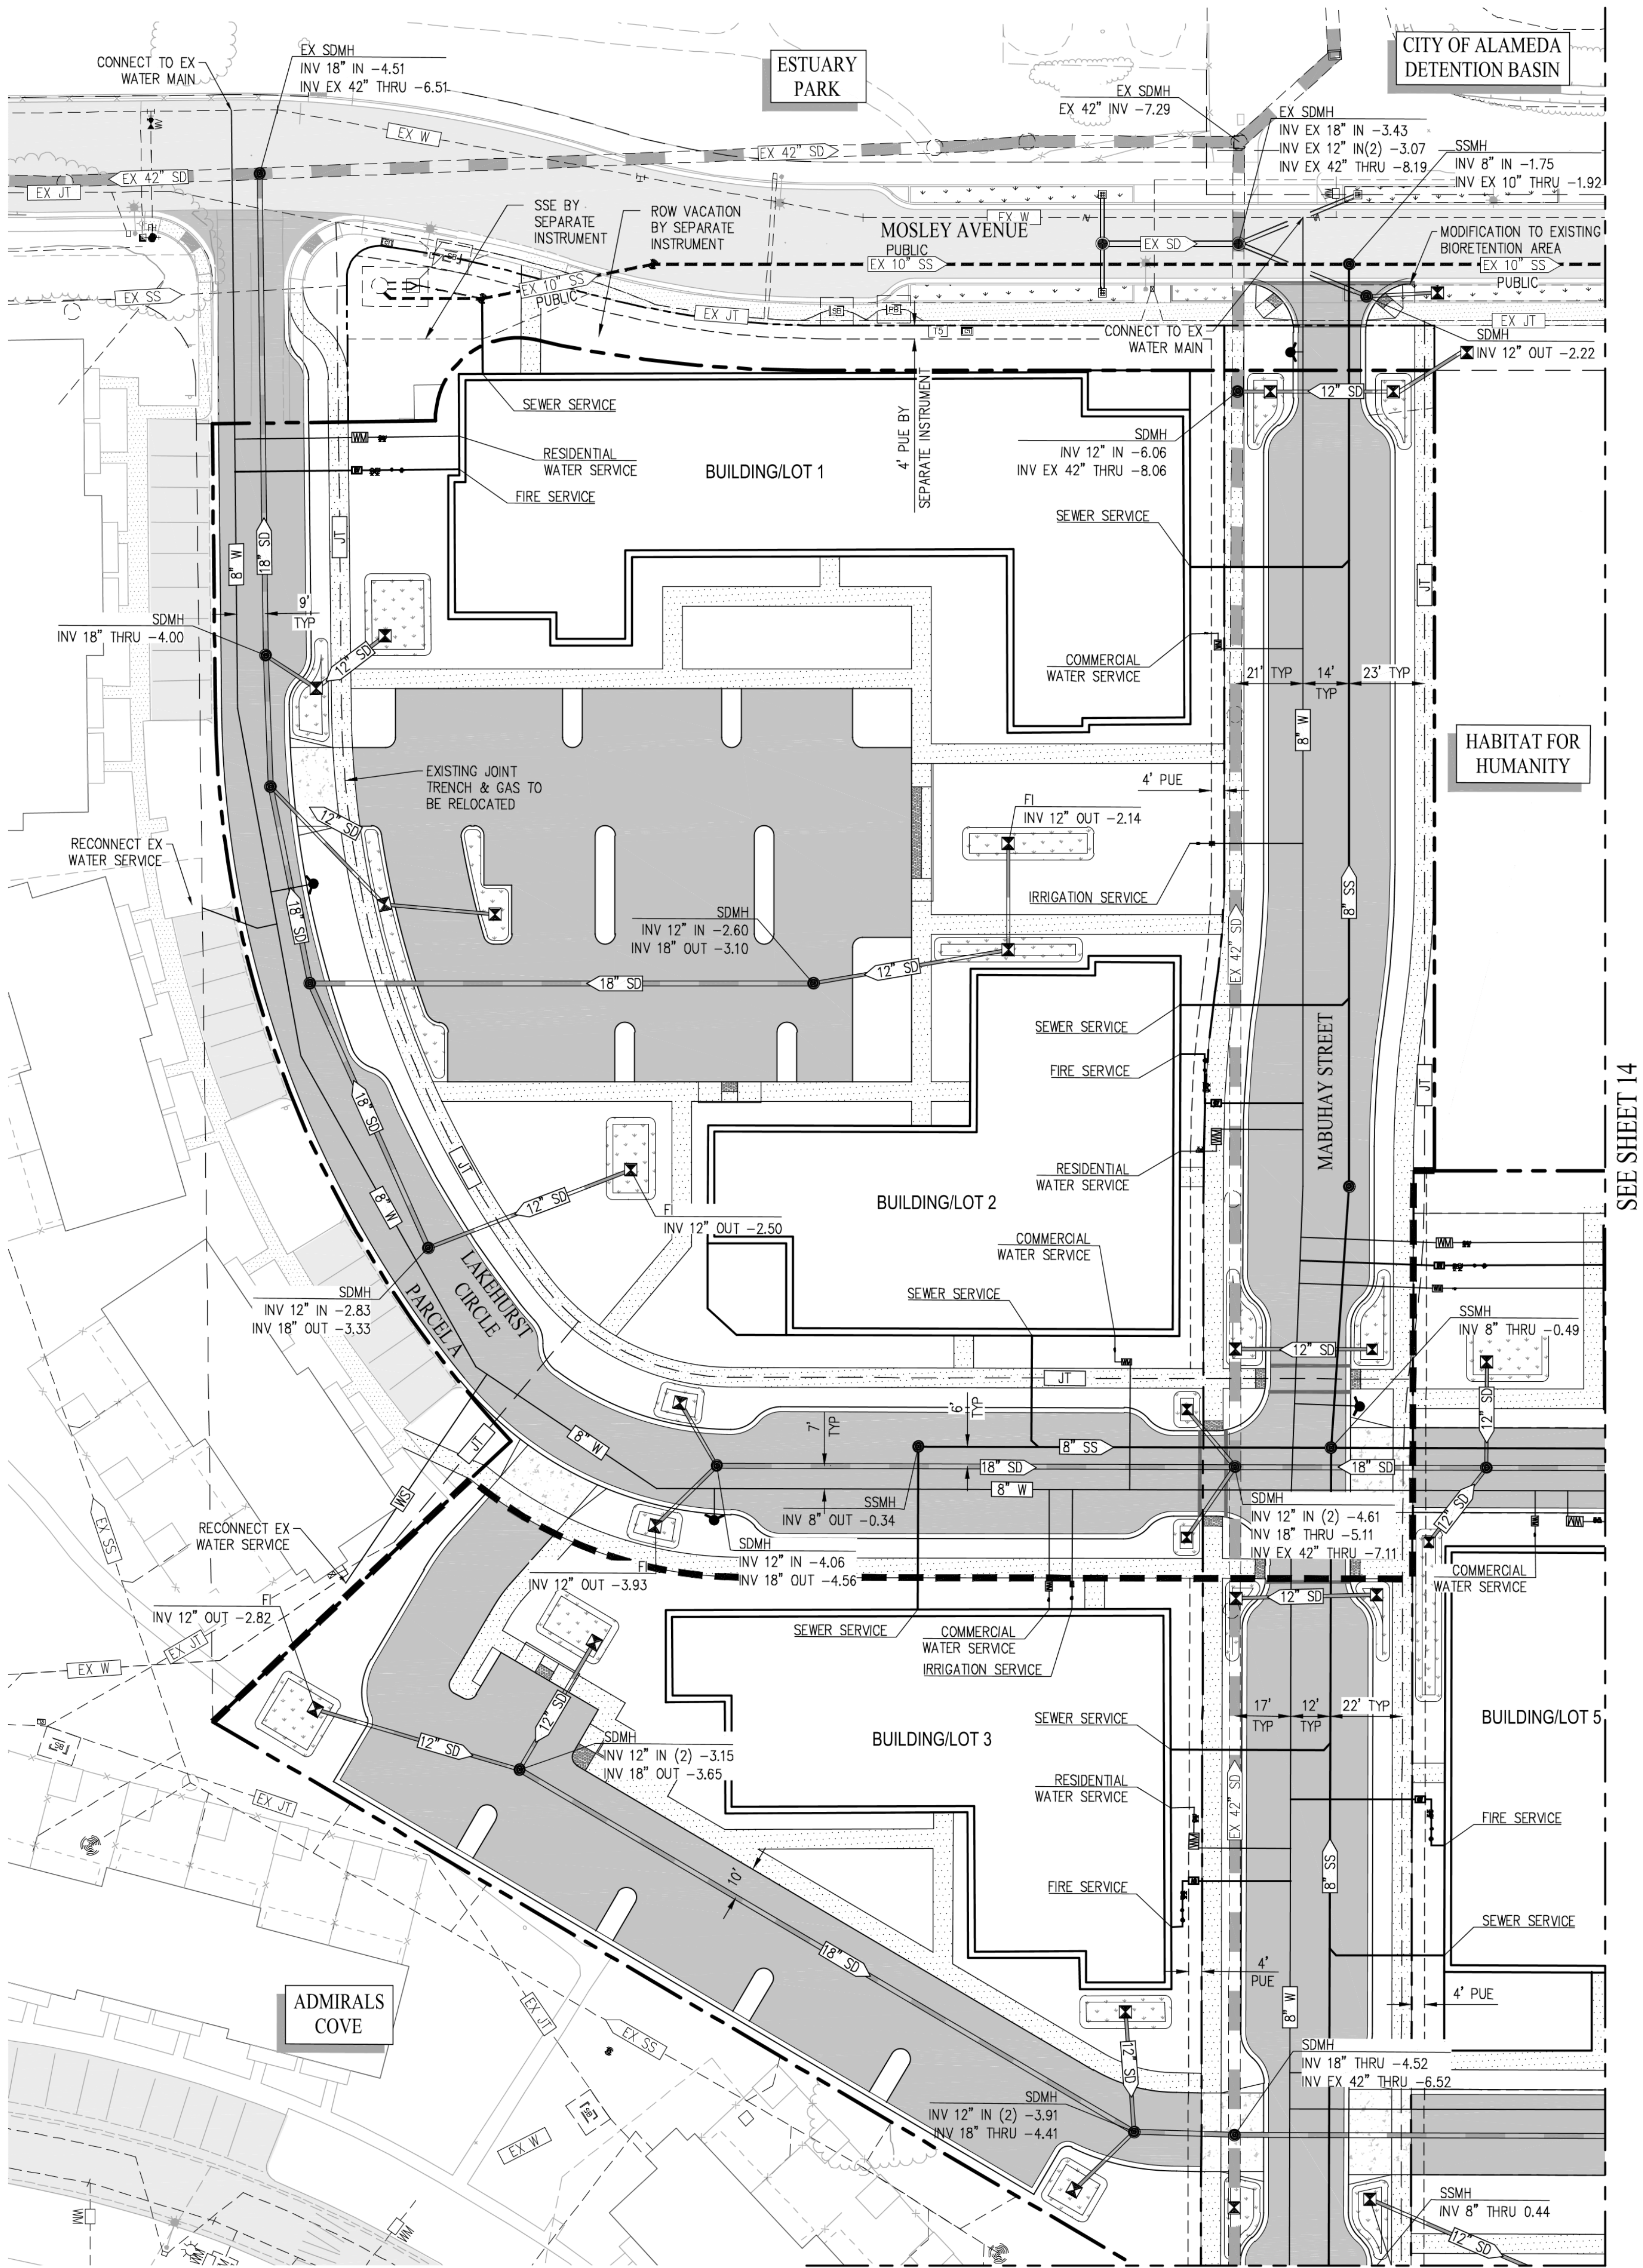 CONNECT TO EX
WATER MAIN
EX SDMH
INV 18" IN -4.51
INV EX 42" THRU -6.51
ESTUARY
PARK
CITY OF ALAMEDA
DETENTION BASIN
EX SDMH
EX 42" INV -7.29
EX SDMH
INV EX 18" IN -3.43
INV EX 12" IN(2) -3.07
INV EX 42" THRU -8.19
SSMH
INV 8" IN -1.75
INV EX 10" THRU -1.92
EX W
EX 42" SD
EX 42" SD
EX JT
SSE BY
SEPARATE
INSTRUMENT
ROW VACATION
BY SEPARATE
INSTRUMENT
EX W
MOSLEY AVENUE
PUBLIC
EX SD
MODIFICATION TO EXISTING
BIORETENTION AREA
EX 10" SS
EX 10" SS
PUBLIC
EX 10" SS
PUBLIC
EX SS
EX JT
EX JT
CONNECT TO EX
WATER MAIN
SDMH
INV 12" OUT -2.22
12" SD
SEWER SERVICE
4' PUE BY
SEPARATE INSTRUMENT
SDMH
INV 12" IN -6.06
INV EX 42" THRU -8.06
WM
RESIDENTIAL
WATER SERVICE
FIRE SERVICE
BUILDING/LOT 1
SEWER SERVICE
JT
8" W
18" SD
9'
TYP
JT
SDMH
INV 18" THRU -4.00
12" SD
COMMERCIAL
WATER SERVICE
21' TYP
14'
TYP
23' TYP
8" W
HABITAT FOR
HUMANITY
EXISTING JOINT
TRENCH & GAS TO
BE RELOCATED
4' PUE
12" SD
FI
INV 12" OUT -2.14
RECONNECT EX
WATER SERVICE
IRRIGATION SERVICE
8" SS
18" SD
SDMH
INV 12" IN -2.60
INV 18" OUT -3.10
EX 42" SD
12" SD
18" SD
SEWER SERVICE
FIRE SERVICE
MABUHAY STREET
JT
SEE SHEET 14
18" SD
JT
WM
RESIDENTIAL
WATER SERVICE
BUILDING/LOT 2
8" W
12" SD
FI
INV 12" OUT -2.50
COMMERCIAL
WATER SERVICE
WM
SDMH
INV 12" IN -2.83
INV 18" OUT -3.33
LAKEHURST
CIRCLE
PARCEL A
SEWER SERVICE
SSMH
INV 8" THRU -0.49
12" SD
JT
12" SD
7'
TYP
6'
TYP
8" W
JT
8" SS
18" SD
18" SD
8" W
WS
EX SS
SSMH
INV 8" OUT -0.34
SDMH
INV 12" IN (2) -4.61
INV 18" THRU -5.11
INV EX 42" THRU -7.11
12" SD
RECONNECT EX
WATER SERVICE
SDMH
INV 12" IN -4.06
INV 18" OUT -4.56
WM
FI
INV 12" OUT -3.93
COMMERCIAL
WATER SERVICE
FI
INV 12" OUT -2.82
12" SD
EX JT
EX W
SEWER SERVICE
COMMERCIAL
WATER SERVICE
IRRIGATION SERVICE
17'
TYP
12'
TYP
22' TYP
BUILDING/LOT 5
12" SD
12" SD
SDMH
INV 12" IN (2) -3.15
INV 18" OUT -3.65
BUILDING/LOT 3
SEWER SERVICE
RESIDENTIAL
WATER SERVICE
WM
EX 42" SD
FIRE SERVICE
EX JT
10'
FIRE SERVICE
8" SS
SEWER SERVICE
18" SD
4'
PUE
4' PUE
8" W
ADMIRALS
COVE
EX JT
EX SS
12" SD
SDMH
INV 18" THRU -4.52
INV EX 42" THRU -6.52
SDMH
INV 12" IN (2) -3.91
INV 18" THRU -4.41
EX W
SSMH
INV 8" THRU 0.44
12" SD
WM
WM
WM